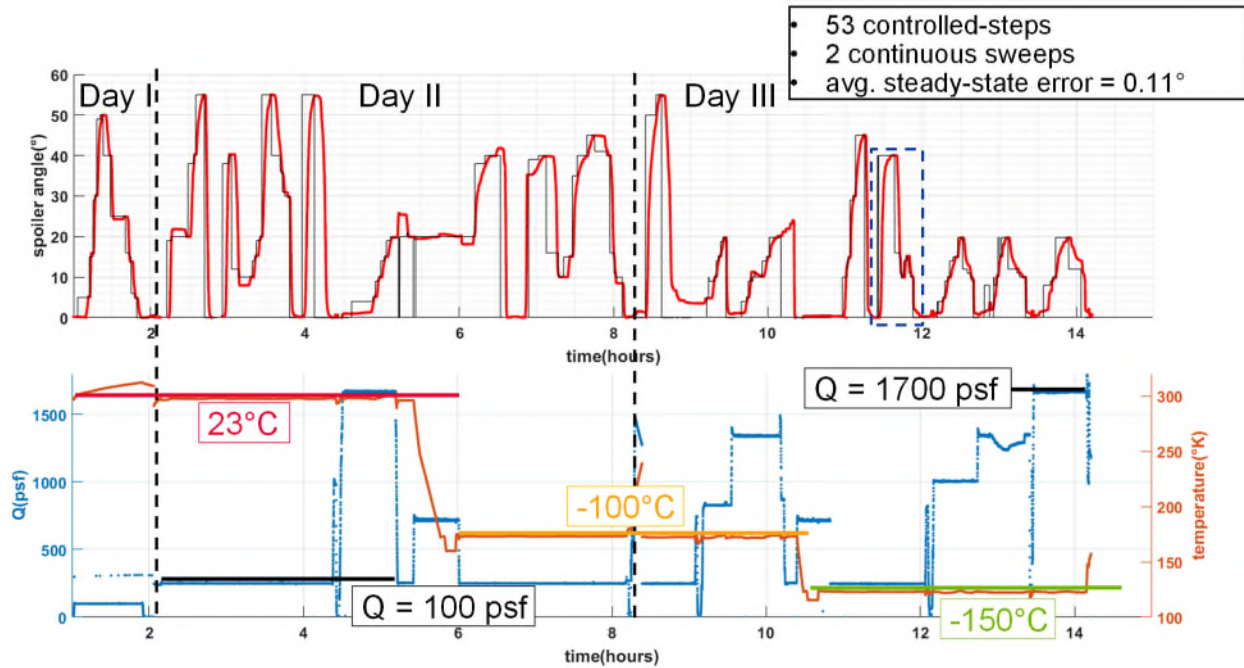 • 53 controlled-steps
• 2 continuous sweeps
• avg. steady-state error = 0.11°
Day I
Day II
Day III
spoiler angle(°)
60
50
40
30
20
10
0
2
4
6
8
10
12
14
time(hours)
Q(psf)
1500
1000
500
0
23°C
Q = 100 psf
-100°C
Q = 1700 psf
-150°C
300
250
200
150
100
temperature(°K)
2
4
6
8
10
12
14
time(hours)